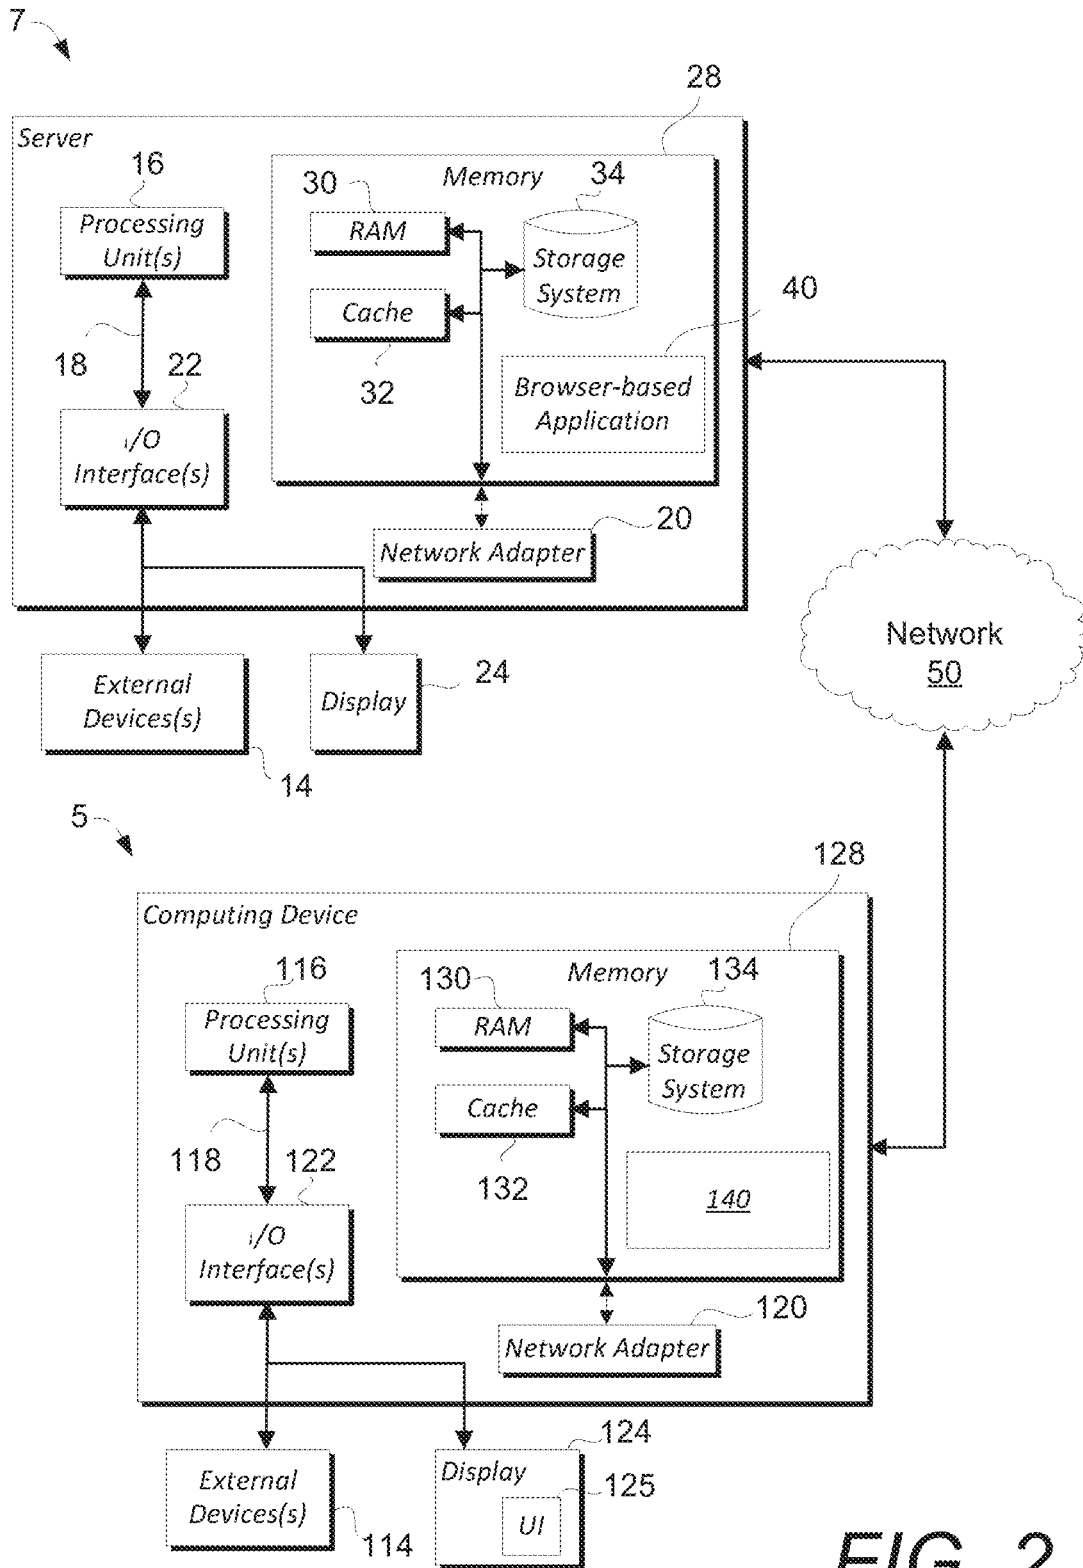 7
28
Server
16
Memory
34
30
Processing
Unit(s)
RAM
Storage
System
40
Cache
18
22
32
Browser-based
Application
I/O
Interface(s)
20
Network Adapter
Network
50
External
Devices(s)
Display
24
14
5
128
Computing Device
116
Memory
134
130
Processing
Unit(s)
RAM
Storage
System
Cache
118
122
132
140
I/O
Interface(s)
120
Network Adapter
124
External
Devices(s)
Display
125
UI
114
FIG. 2